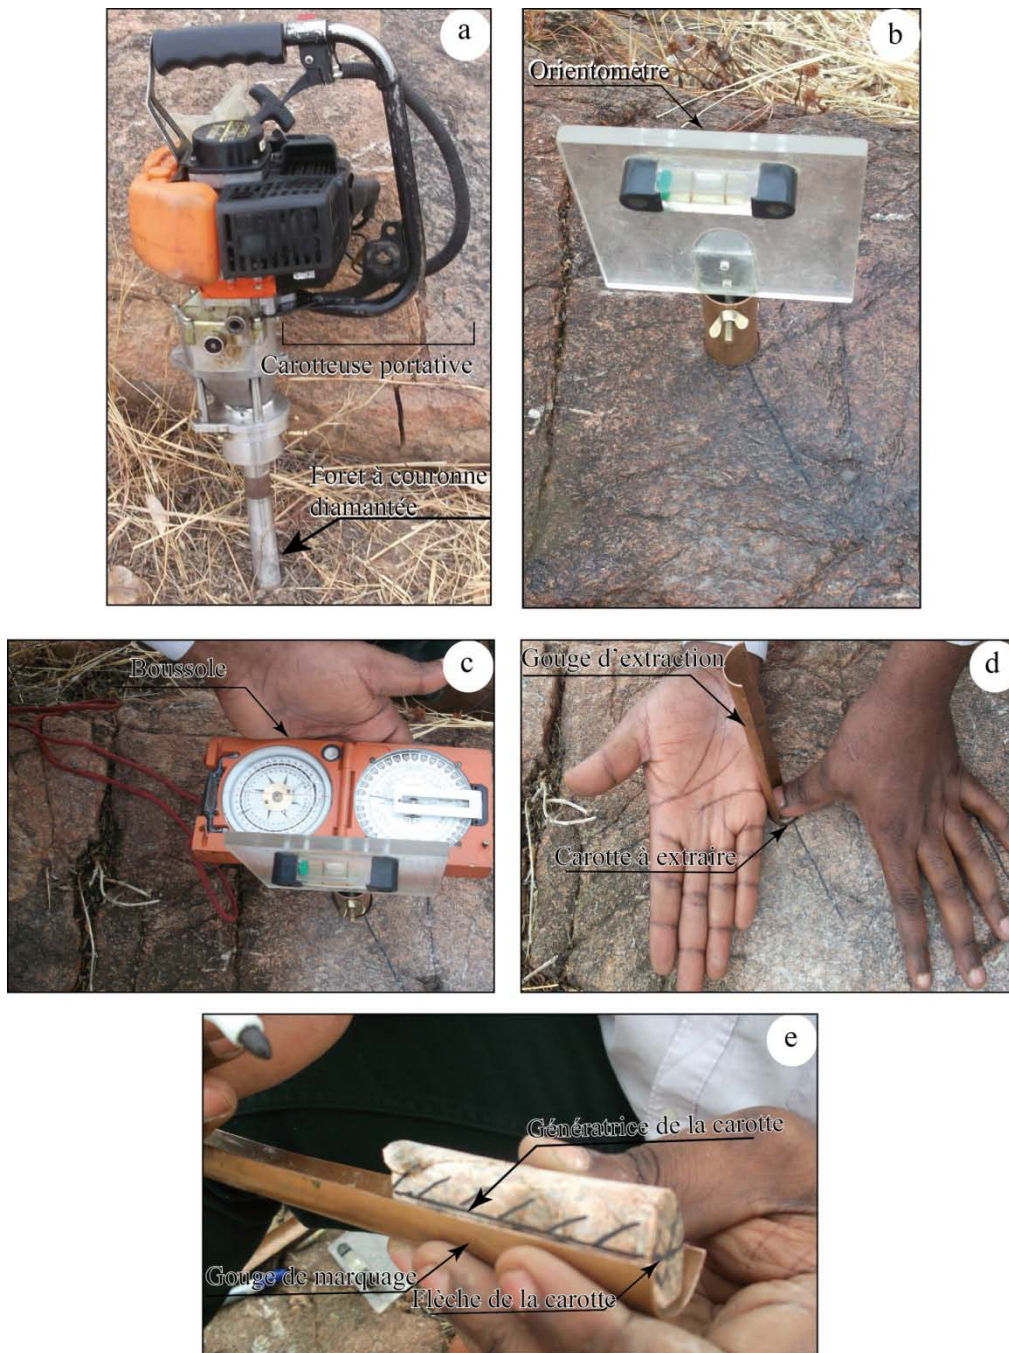 a
Carotteuse portative
Foret à couronne
diamantée
b
Orientomètre
c
Boussole
d
Gouge d'extraction
Carotte à extraire
e
Génératrice de la carotte
Gouge de marquage
Flèche de la carotte